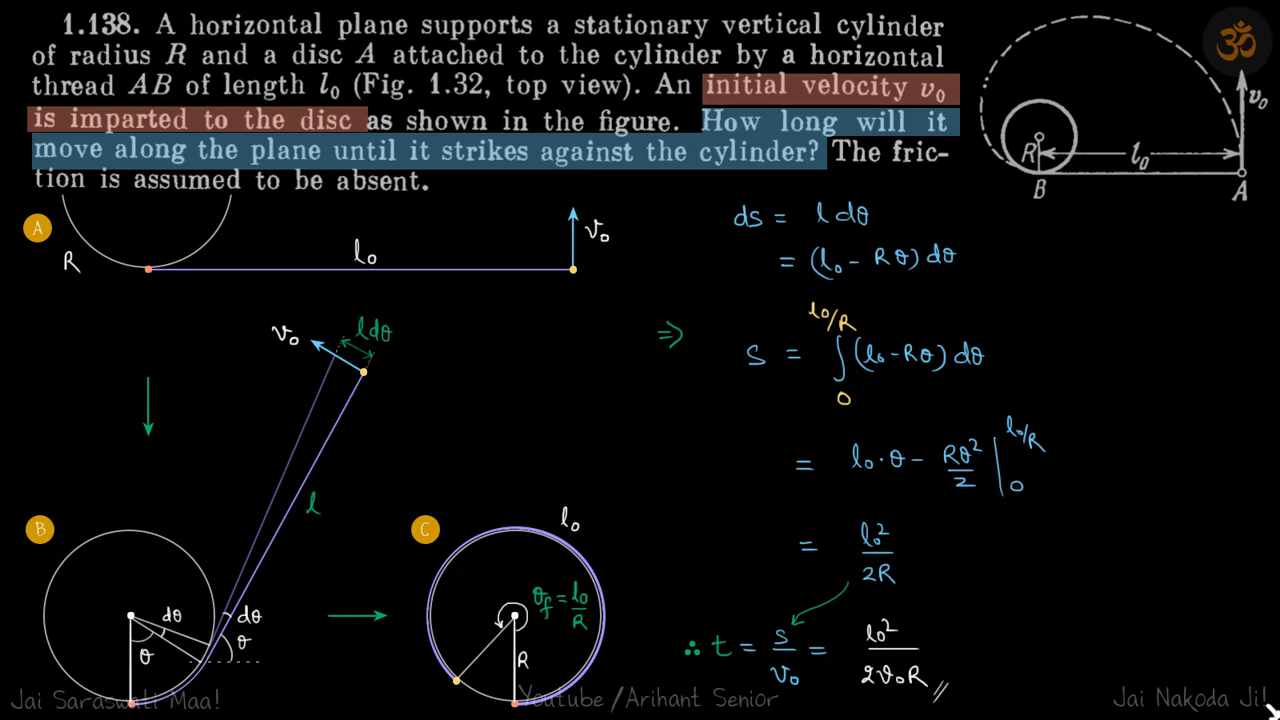 1.138. A horizontal plane supports a stationary vertical cylinder
of radius R and a disc A attached to the cylinder by a horizontal
thread AB of length l₀ (Fig. 1.32, top view). An initial velocity v₀
is imparted to the disc as shown in the figure. How long will it
move along the plane until it strikes against the cylinder? The fric-
tion is assumed to be absent.
ॐ
v₀
R
l₀
B
A
A
R
l₀
v₀
v₀
ldθ
l
B
dθ
θ
dθ
θ
C
l₀
θf = l₀/R
R
ds = l dθ
= (l₀ - Rθ) dθ
⇒ s = ∫₀^(l₀/R) (l₀ - Rθ) dθ
= l₀·θ - Rθ²/2 |₀^(l₀/R)
= l₀²/2R
∴ t = s/v₀ = l₀²/2v₀R //
Jai Saraswati Maa!
Youtube / Arihant Senior
Jai Nakoda Ji!